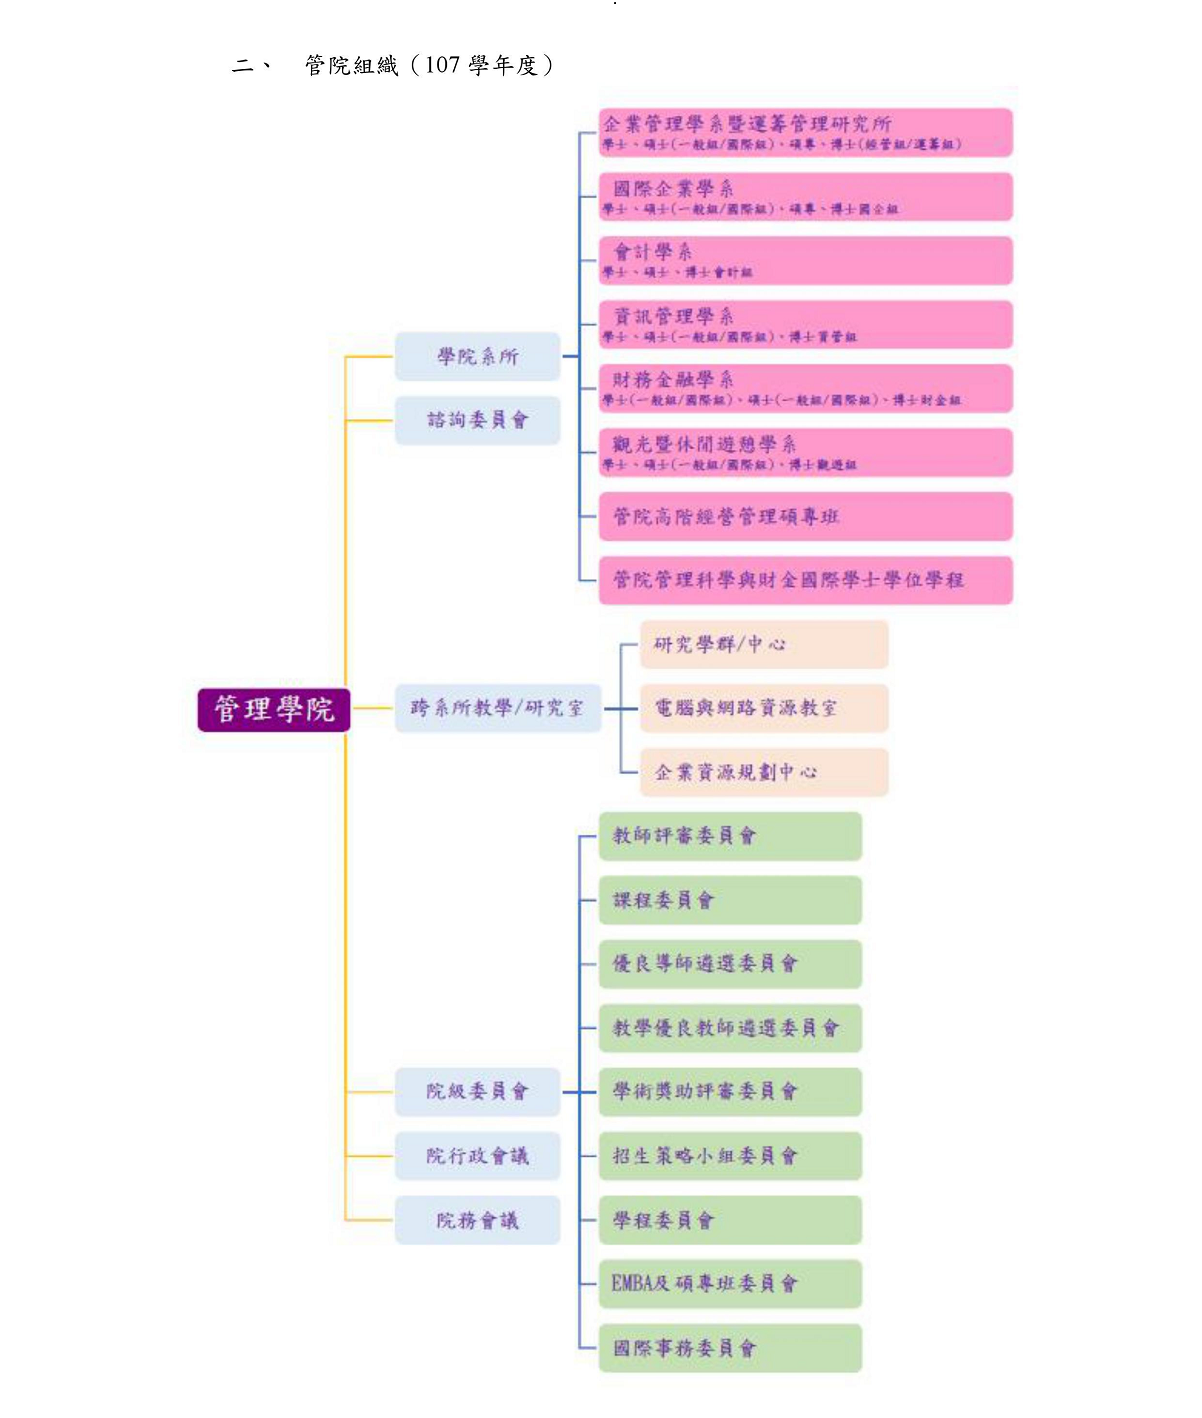 二、 管院組織（107 學年度）
企業管理學系暨運籌管理研究所
學士、碩士(一般組/國際組)、碩專、博士(經管組/運籌組)
國際企業學系
學士、碩士(一般組/國際組)、碩專、博士國企組
會計學系
學士、碩士、博士會計組
資訊管理學系
學士、碩士(一般組/國際組)、博士資管組
財務金融學系
學士(一般組/國際組)、碩士(一般組/國際組)、博士財金組
觀光暨休閒遊憩學系
學士、碩士(一般組/國際組)、博士觀遊組
管院高階經營管理碩專班
管院管理科學與財金國際學士學位學程
學院系所
諮詢委員會
管理學院
跨系所教學/研究室
研究學群/中心
電腦與網路資源教室
企業資源規劃中心
教師評審委員會
課程委員會
優良導師遴選委員會
教學優良教師遴選委員會
學術獎助評審委員會
招生策略小組委員會
學程委員會
EMBA及碩專班委員會
國際事務委員會
院級委員會
院行政會議
院務會議